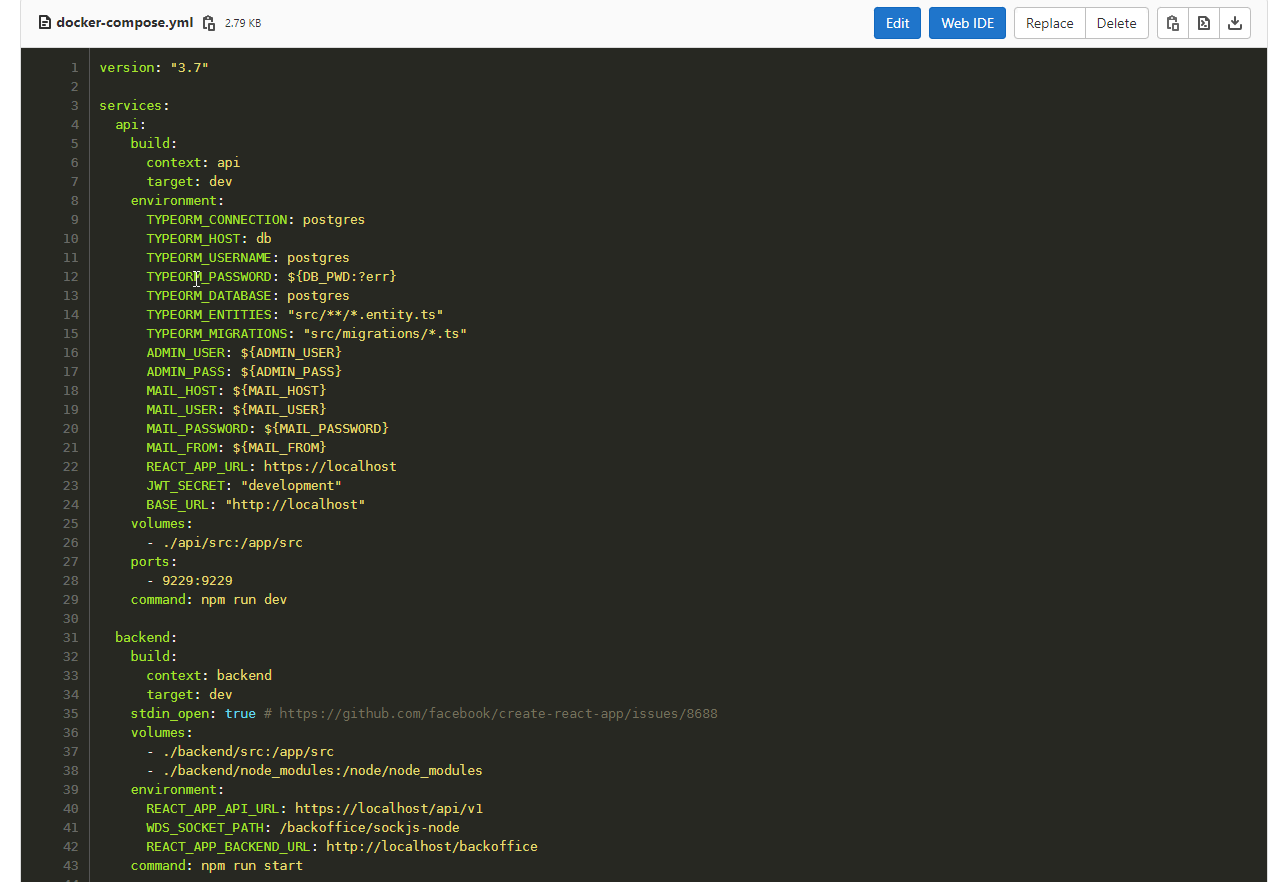 docker-compose.yml 2.79 KB Edit Web IDE Replace Delete
1 version: "3.7"
2
3 services:
4   api:
5     build:
6       context: api
7       target: dev
8     environment:
9       TYPEORM_CONNECTION: postgres
10       TYPEORM_HOST: db
11       TYPEORM_USERNAME: postgres
12       TYPEORM_PASSWORD: ${DB_PWD:?err}
13       TYPEORM_DATABASE: postgres
14       TYPEORM_ENTITIES: "src/**/*.entity.ts"
15       TYPEORM_MIGRATIONS: "src/migrations/*.ts"
16       ADMIN_USER: ${ADMIN_USER}
17       ADMIN_PASS: ${ADMIN_PASS}
18       MAIL_HOST: ${MAIL_HOST}
19       MAIL_USER: ${MAIL_USER}
20       MAIL_PASSWORD: ${MAIL_PASSWORD}
21       MAIL_FROM: ${MAIL_FROM}
22       REACT_APP_URL: https://localhost
23       JWT_SECRET: "development"
24       BASE_URL: "http://localhost"
25     volumes:
26       - ./api/src:/app/src
27     ports:
28       - 9229:9229
29     command: npm run dev
30
31   backend:
32     build:
33       context: backend
34       target: dev
35     stdin_open: true # https://github.com/facebook/create-react-app/issues/8688
36     volumes:
37       - ./backend/src:/app/src
38       - ./backend/node_modules:/node/node_modules
39     environment:
40       REACT_APP_API_URL: https://localhost/api/v1
41       WDS_SOCKET_PATH: /backoffice/sockjs-node
42       REACT_APP_BACKEND_URL: http://localhost/backoffice
43     command: npm run start